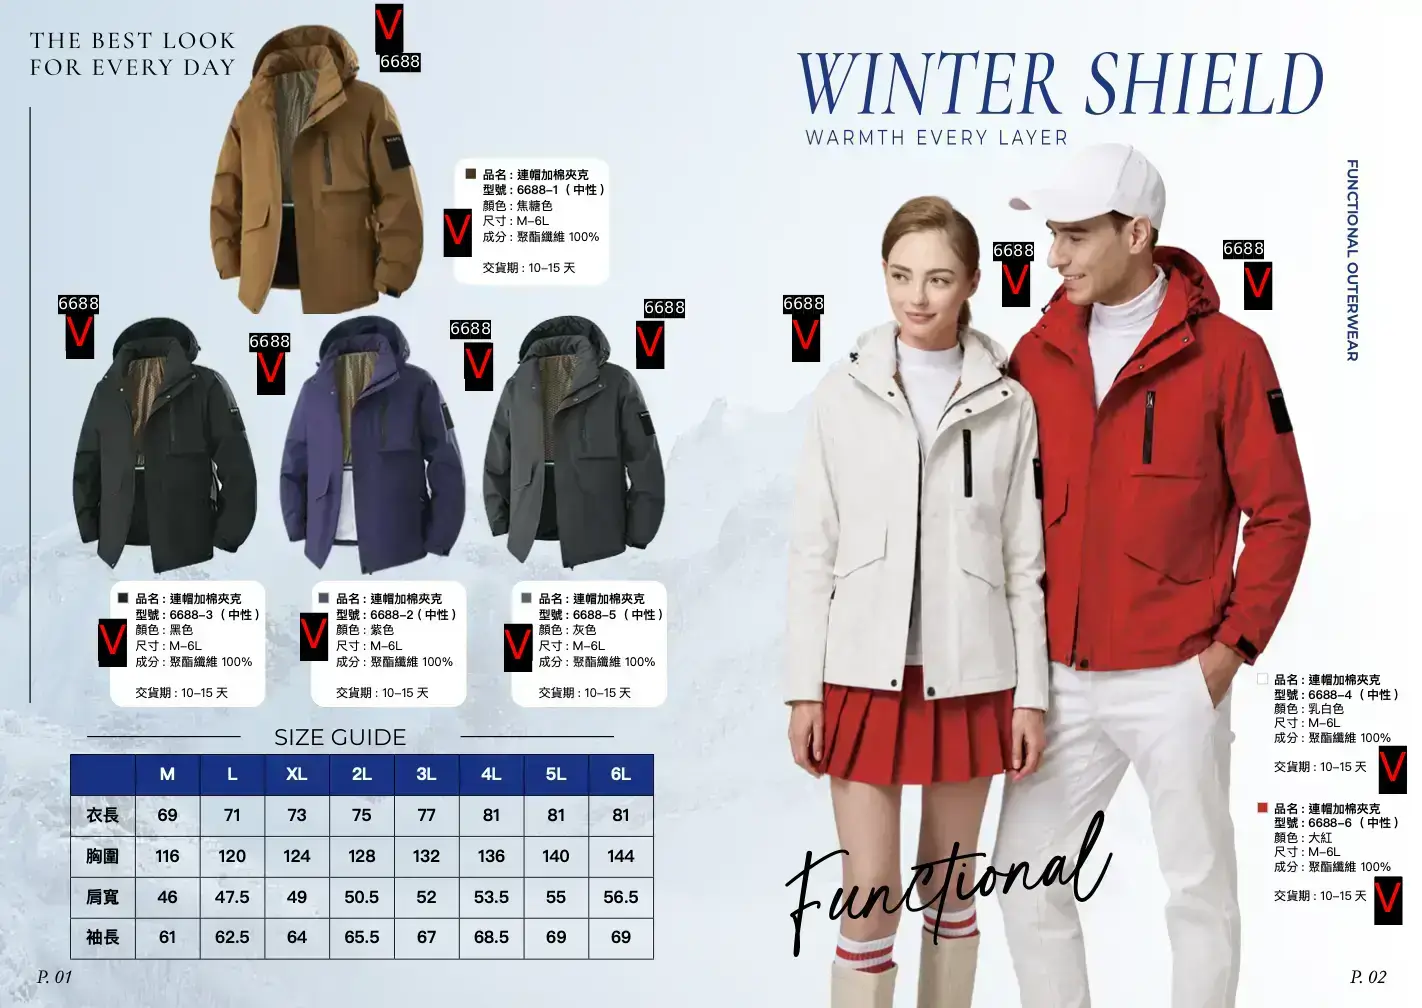 THE BEST LOOK
FOR EVERY DAY
V
6688
品名 : 連帽加棉夾克
型號 : 6688-1 ( 中性 )
顏色 : 焦糖色
尺寸 : M-6L
成分 : 聚酯纖維 100%
交貨期 : 10-15 天
V
6688
V
6688
V
6688
V
6688
V
品名 : 連帽加棉夾克
型號 : 6688-3 ( 中性 )
顏色 : 黑色
尺寸 : M-6L
成分 : 聚酯纖維 100%
交貨期 : 10-15 天
V
品名 : 連帽加棉夾克
型號 : 6688-2 ( 中性 )
顏色 : 紫色
尺寸 : M-6L
成分 : 聚酯纖維 100%
交貨期 : 10-15 天
V
品名 : 連帽加棉夾克
型號 : 6688-5 ( 中性 )
顏色 : 灰色
尺寸 : M-6L
成分 : 聚酯纖維 100%
交貨期 : 10-15 天
V
SIZE GUIDE
M L XL 2L 3L 4L 5L 6L
衣長 69 71 73 75 77 81 81 81
胸圍 116 120 124 128 132 136 140 144
肩寬 46 47.5 49 50.5 52 53.5 55 56.5
袖長 61 62.5 64 65.5 67 68.5 69 69
P. 01
WINTER SHIELD
WARMTH EVERY LAYER
FUNCTIONAL OUTERWEAR
6688
V
6688
V
6688
V
品名 : 連帽加棉夾克
型號 : 6688-4 ( 中性 )
顏色 : 乳白色
尺寸 : M-6L
成分 : 聚酯纖維 100%
交貨期 : 10-15 天
V
品名 : 連帽加棉夾克
型號 : 6688-6 ( 中性 )
顏色 : 大紅
尺寸 : M-6L
成分 : 聚酯纖維 100%
交貨期 : 10-15 天
V
Functional
P. 02